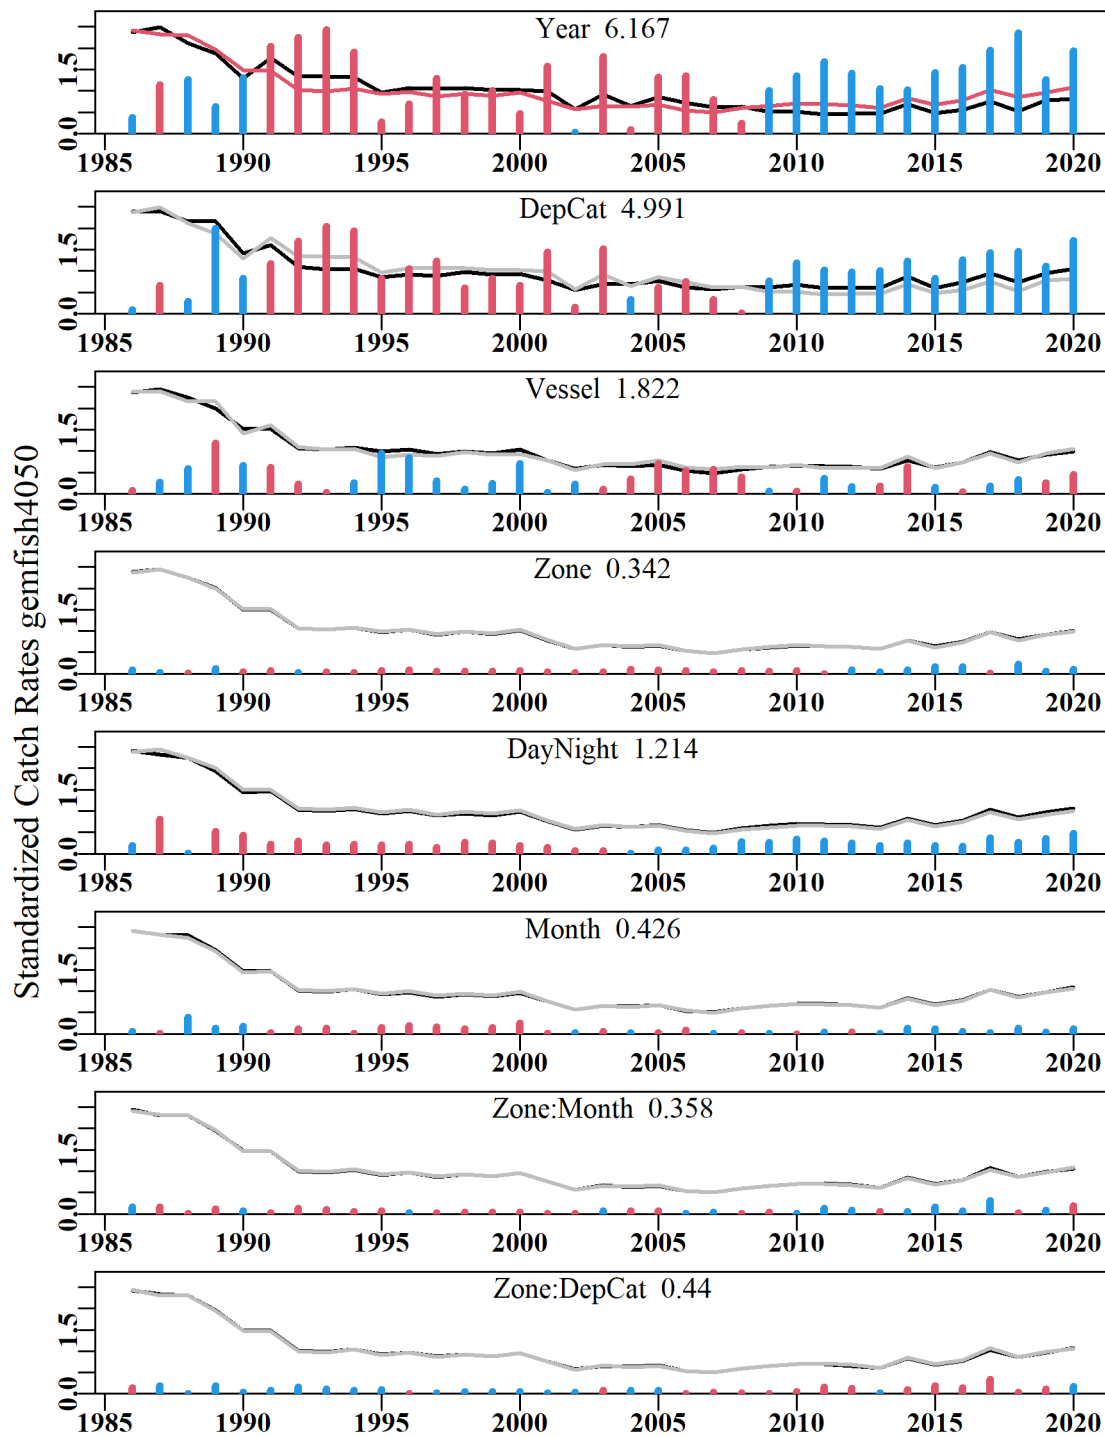 Standardized Catch Rates gemfish4050
Year 6.167
0.0 1.5
1985 1990 1995 2000 2005 2010 2015 2020
DepCat 4.991
0.0 1.5
1985 1990 1995 2000 2005 2010 2015 2020
Vessel 1.822
0.0 1.5
1985 1990 1995 2000 2005 2010 2015 2020
Zone 0.342
0.0 1.5
1985 1990 1995 2000 2005 2010 2015 2020
DayNight 1.214
0.0 1.5
1985 1990 1995 2000 2005 2010 2015 2020
Month 0.426
0.0 1.5
1985 1990 1995 2000 2005 2010 2015 2020
Zone:Month 0.358
0.0 1.5
1985 1990 1995 2000 2005 2010 2015 2020
Zone:DepCat 0.44
0.0 1.5
1985 1990 1995 2000 2005 2010 2015 2020